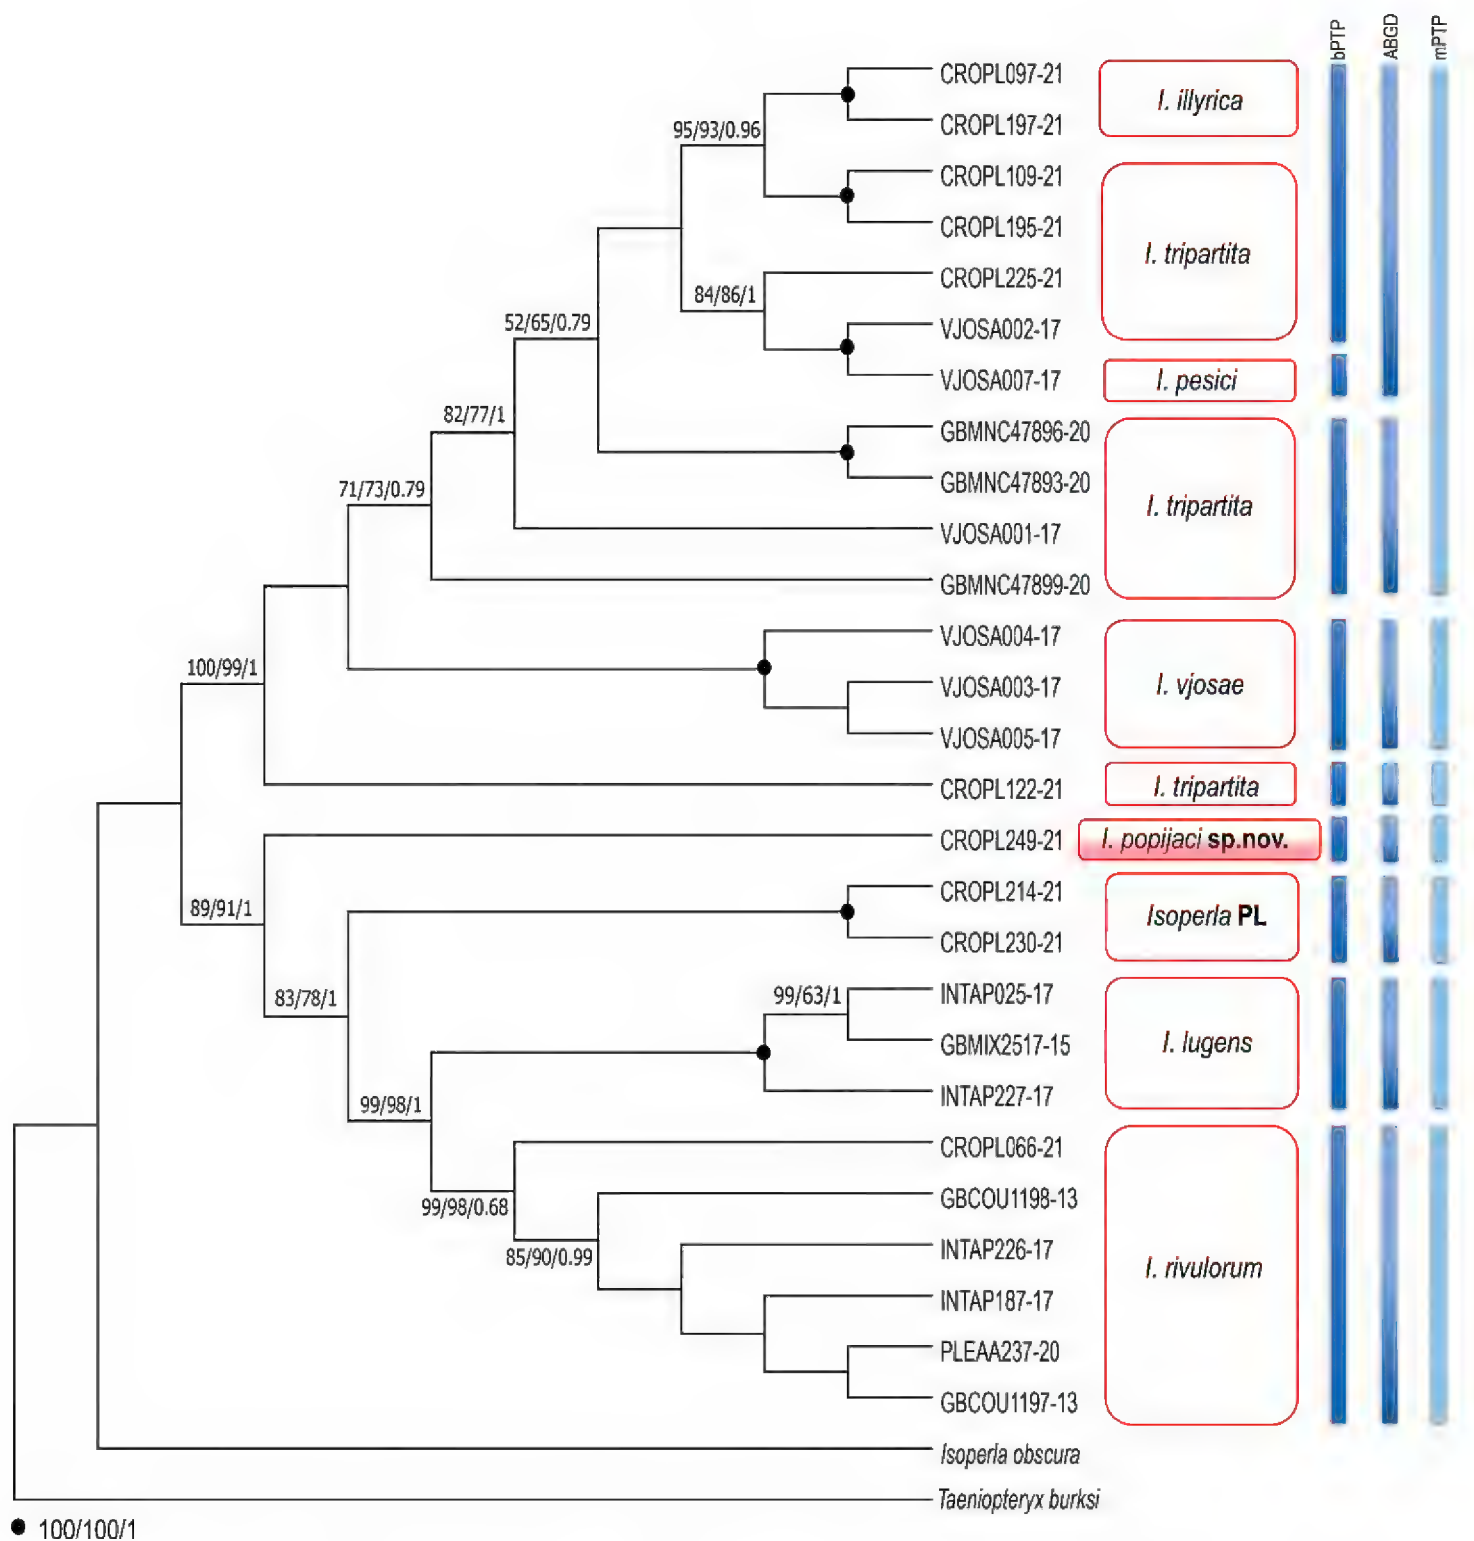 bPTP
ABGD
mPTP
CROPL097-21
I. illyrica
CROPL197-21
95/93/0.96
CROPL109-21
CROPL195-21
I. tripartita
CROPL225-21
84/86/1
VJOSA002-17
52/65/0.79
VJOSA007-17
I. pesici
82/77/1
GBMNC47896-20
GBMNC47893-20
71/73/0.79
I. tripartita
VJOSA001-17
GBMNC47899-20
VJOSA004-17
100/99/1
VJOSA003-17
I. vjosae
VJOSA005-17
CROPL122-21
I. tripartita
CROPL249-21
I. popijaci sp.nov.
CROPL214-21
89/91/1
Isoperla PL
CROPL230-21
83/78/1
99/63/1
INTAP025-17
GBMIX2517-15
I. lugens
INTAP227-17
99/98/1
CROPL066-21
GBCOU1198-13
99/98/0.68
INTAP226-17
85/90/0.99
I. rivulorum
INTAP187-17
PLEAA237-20
GBCOU1197-13
Isoperla obscura
Taeniopteryx burksi
100/100/1